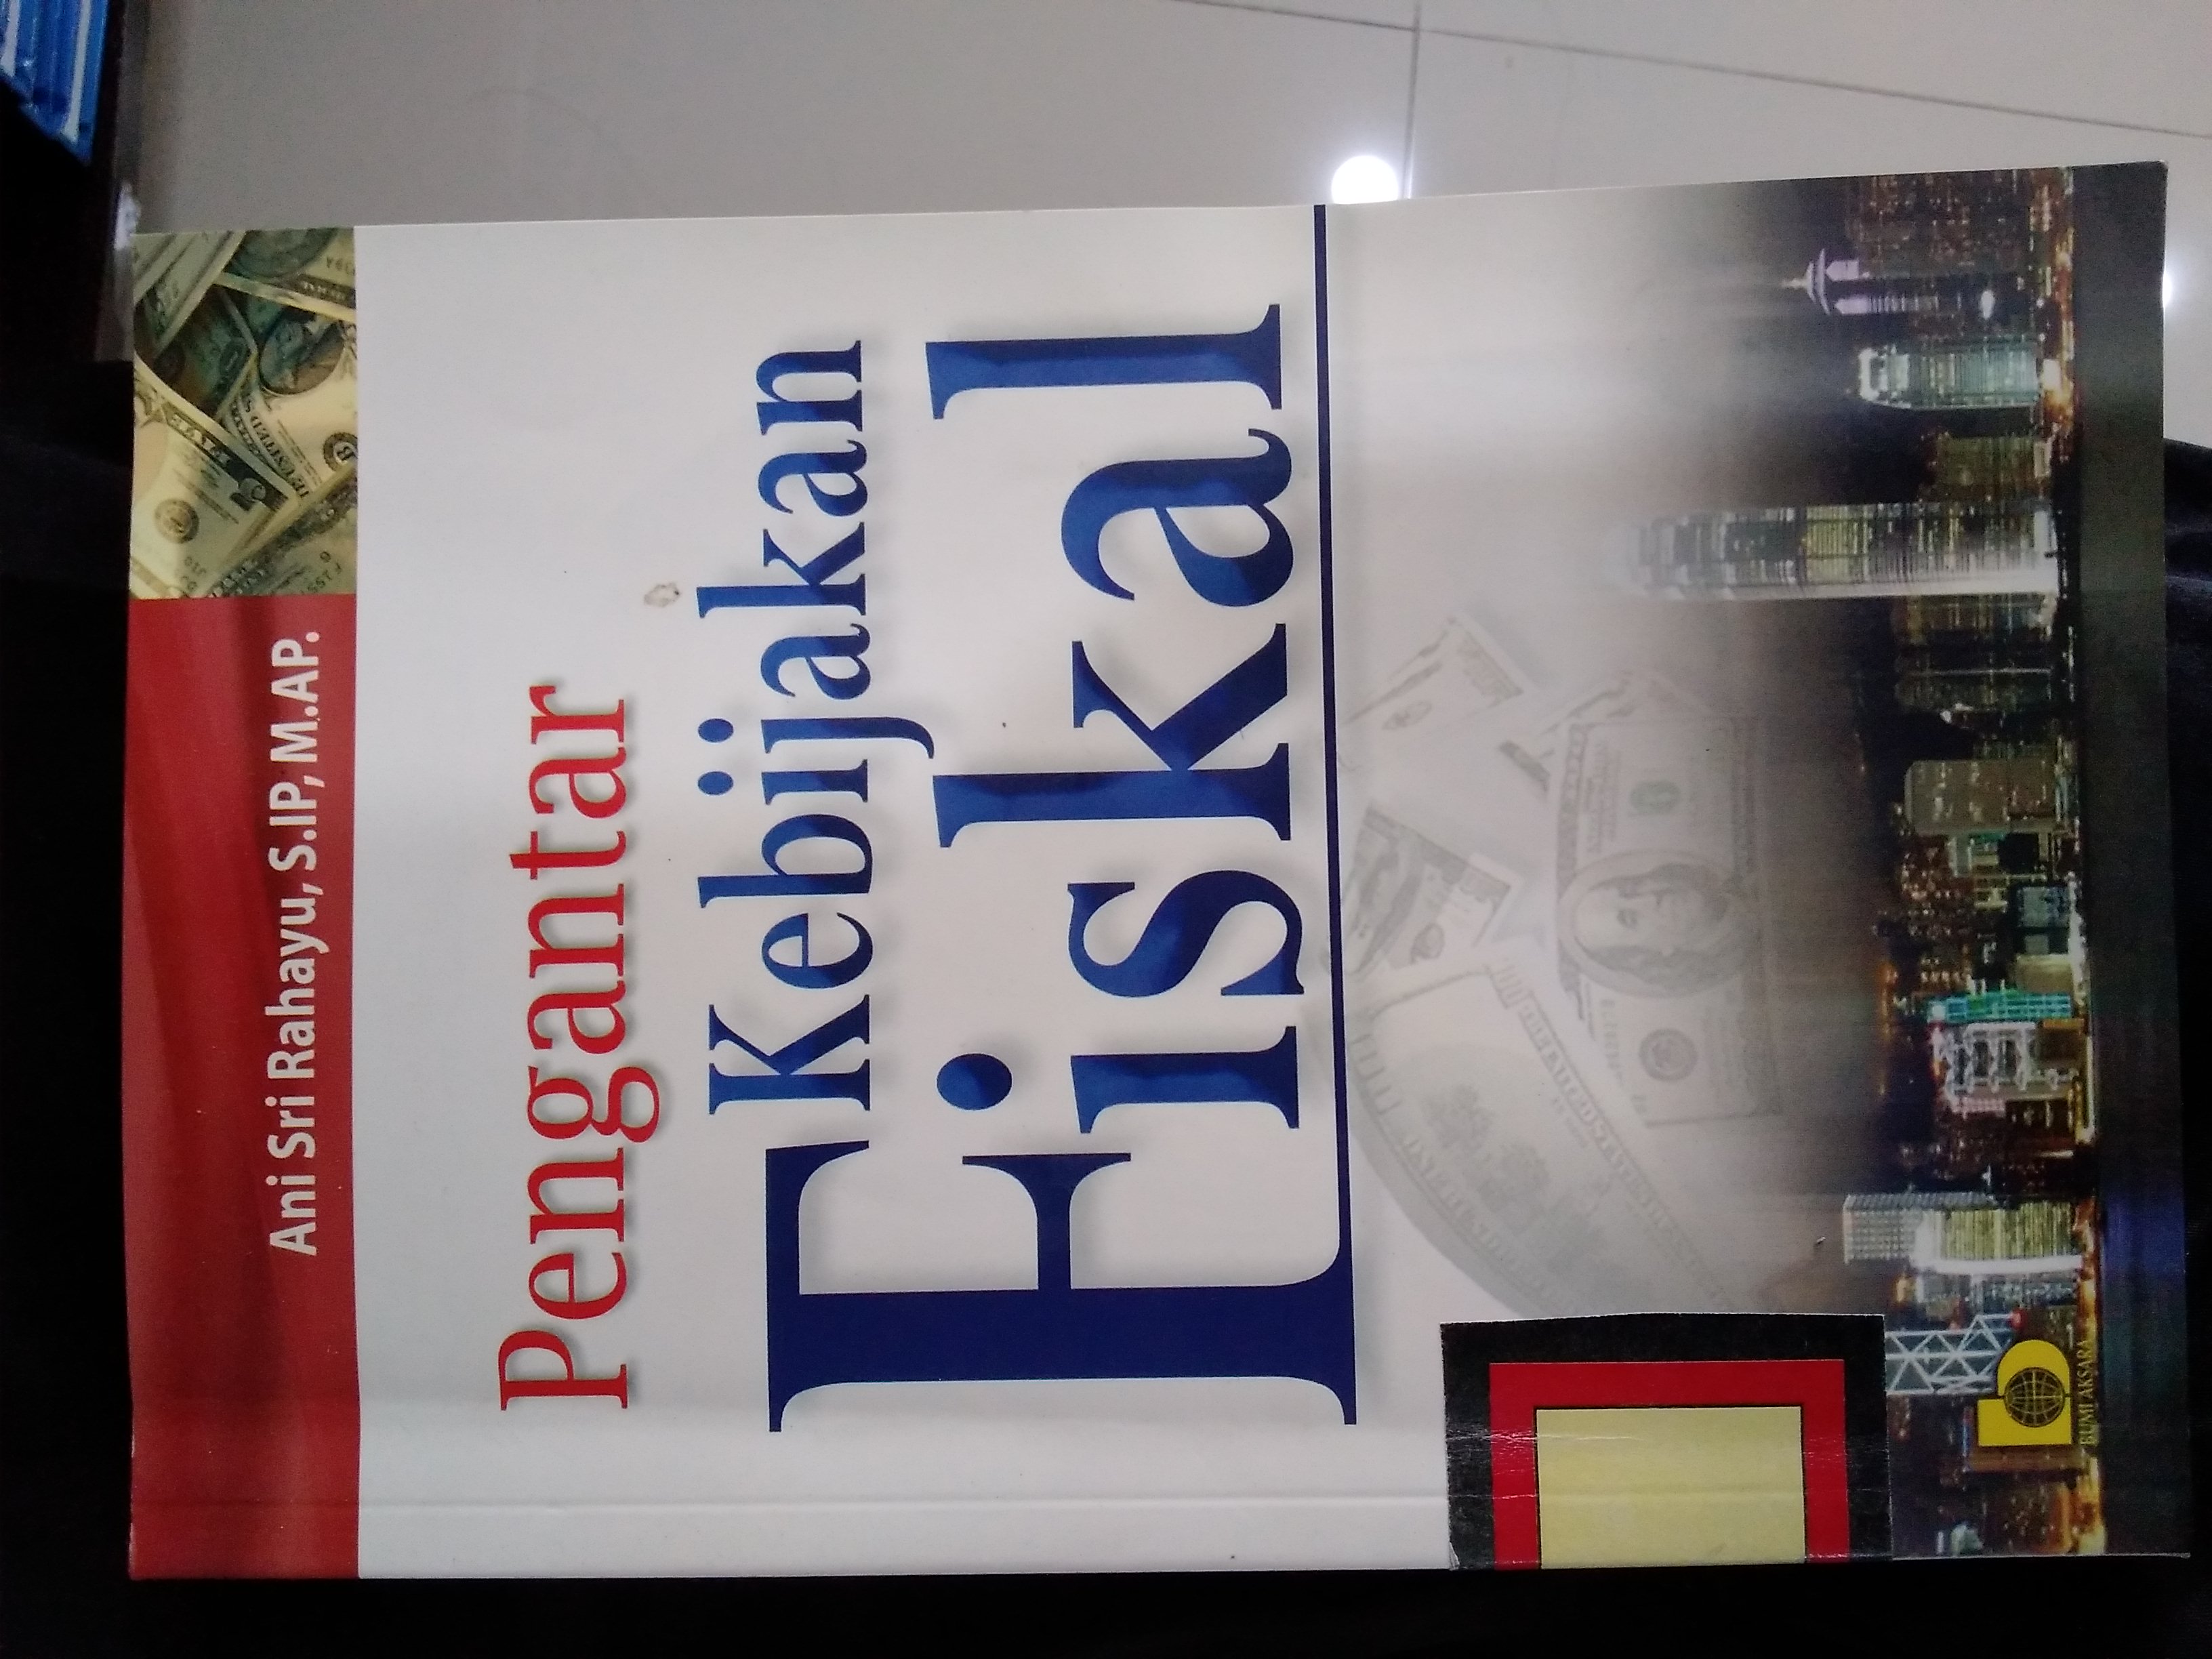 Ani Sri Rahayu, S.IP, M.AP.
Pengantar
Kebijakan
Fiskal
BUMI AKSARA